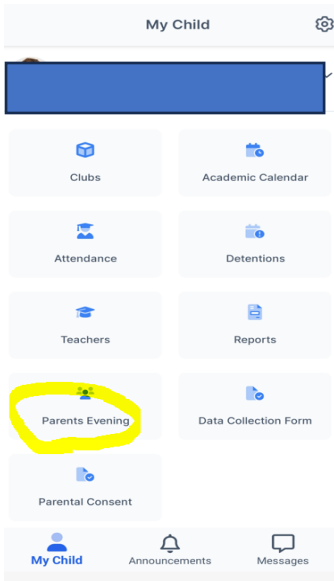 My Child
Clubs
Academic Calendar
Attendance
Detentions
Teachers
Reports
Parents Evening
Data Collection Form
Parental Consent
My Child
Announcements
Messages